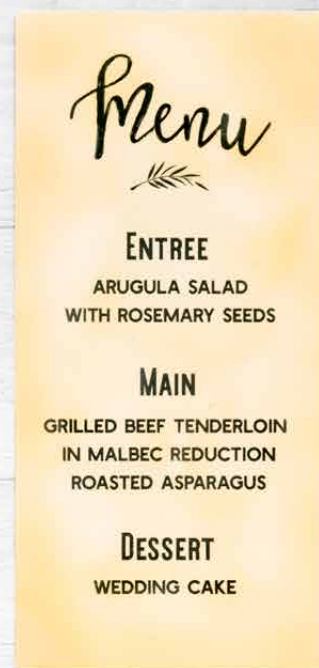 Menu
ENTREE
ARUGULA SALAD
WITH ROSEMARY SEEDS
MAIN
GRILLED BEEF TENDERLOIN
IN MALBEC REDUCTION
ROASTED ASPARAGUS
DESSERT
WEDDING CAKE